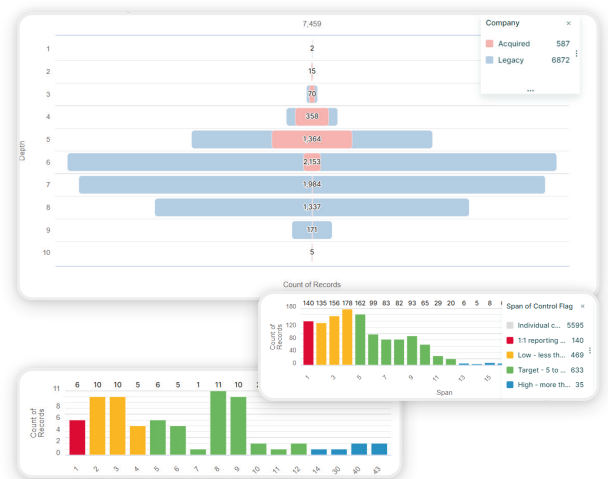 7,459
Company ×
Acquired 587
Legacy 6872
...
Depth
1 2
2 15
3 70
4 358
5 1,364
6 2,153
7 1,984
8 1,337
9 171
10 5
Count of Records
Count of
Records
180
120
80
40
0
140 135 156 178 162 99 83 82 93 65 29 20 6 5 8
1 3 5 7 9 11 13 15
Span
Span of Control Flag ×
Individual c... 5595
1:1 reporting ... 140
Low - less th... 469
Target - 5 to ... 633
High - more th... 35
Count of
Records
11
8
6
4
2
0
6 10 10 5 6 5 1 11 10
1 2 3 4 5 6 7 8 9 10 11 12 14 30 40 43